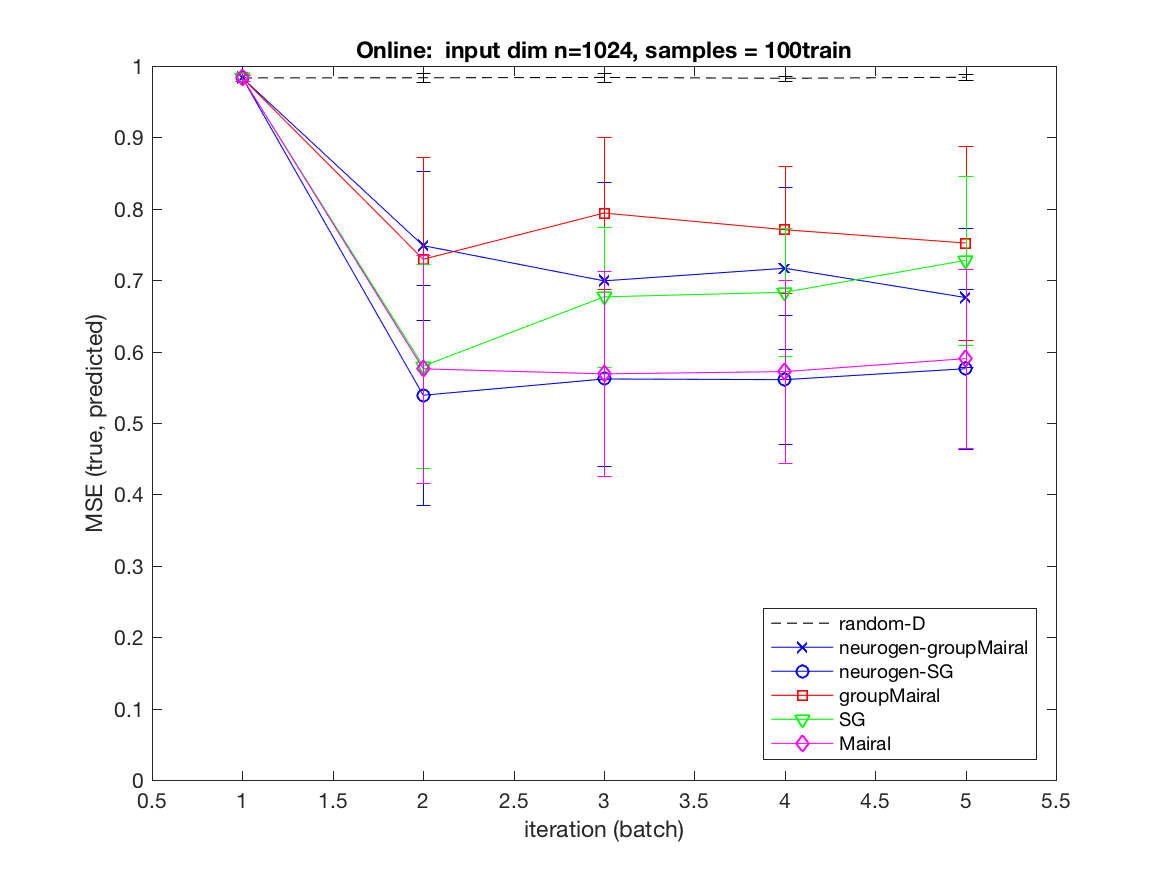 Online:  input dim n=1024, samples = 100train
1
0.9
0.8
0.7
0.6
0.5
0.4
0.3
0.2
0.1
0
MSE (true, predicted)
random-D
neurogen-groupMairal
neurogen-SG
groupMairal
SG
Mairal
0.5 1 1.5 2 2.5 3 3.5 4 4.5 5 5.5
iteration (batch)